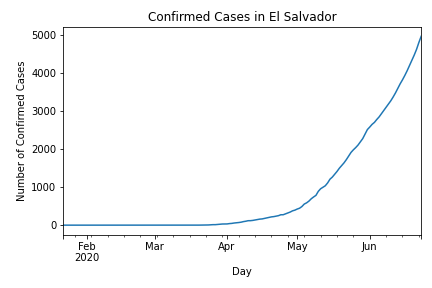 Confirmed Cases in El Salvador
Number of Confirmed Cases
5000
4000
3000
2000
1000
0
Feb
2020
Mar
Apr
May
Jun
Day